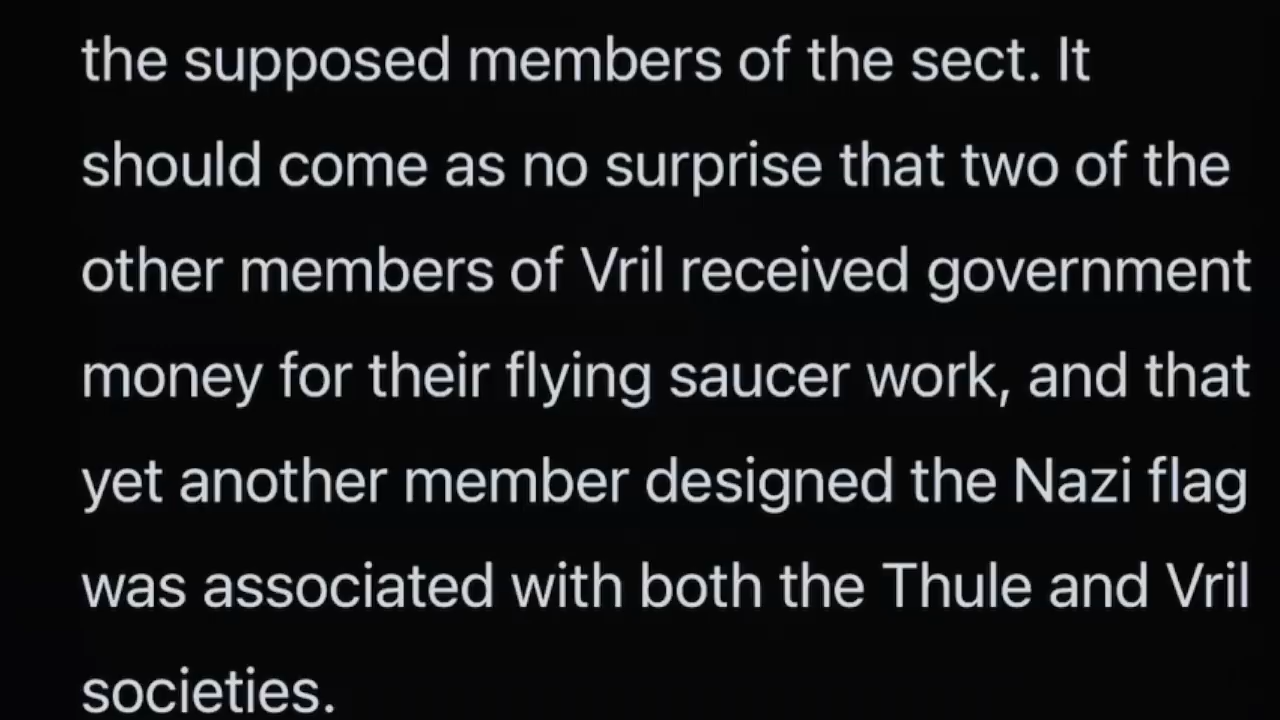 the supposed members of the sect. It
should come as no surprise that two of the
other members of Vril received government
money for their flying saucer work, and that
yet another member designed the Nazi flag
was associated with both the Thule and Vril
societies.